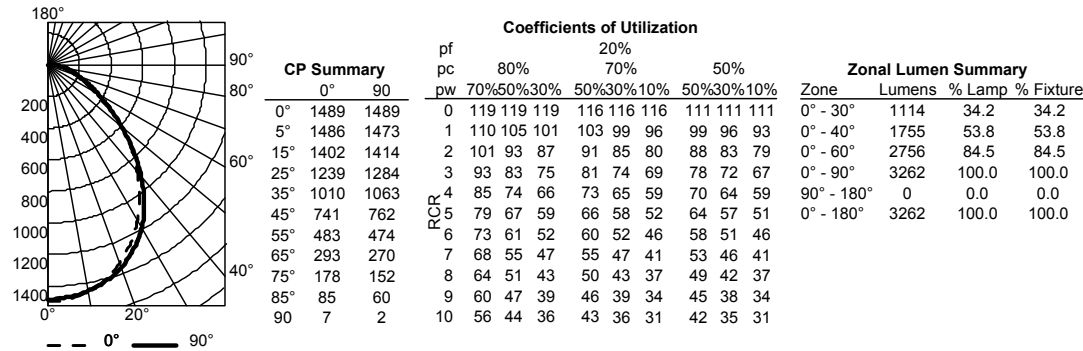 180°
90°
80°
60°
40°
200
400
600
800
1000
1200
1400
0° 20°
0° 90°
CP Summary
0° 90
0° 1489 1489
5° 1486 1473
15° 1402 1414
25° 1239 1284
35° 1010 1063
45° 741 762
55° 483 474
65° 293 270
75° 178 152
85° 85 60
90 7 2
Coefficients of Utilization
pf 20%
pc 80% 70% 50%
pw 70%50%30% 50%30%10% 50%30%10%
RCR
0 119 119 119 116 116 116 111 111 111
1 110 105 101 103 99 96 99 96 93
2 101 93 87 91 85 80 88 83 79
3 93 83 75 81 74 69 78 72 67
4 85 74 66 73 65 59 70 64 59
5 79 67 59 66 58 52 64 57 51
6 73 61 52 60 52 46 58 51 46
7 68 55 47 55 47 41 53 46 41
8 64 51 43 50 43 37 49 42 37
9 60 47 39 46 39 34 45 38 34
10 56 44 36 43 36 31 42 35 31
Zonal Lumen Summary
Zone Lumens % Lamp % Fixture
0° - 30° 1114 34.2 34.2
0° - 40° 1755 53.8 53.8
0° - 60° 2756 84.5 84.5
0° - 90° 3262 100.0 100.0
90° - 180° 0 0.0 0.0
0° - 180° 3262 100.0 100.0